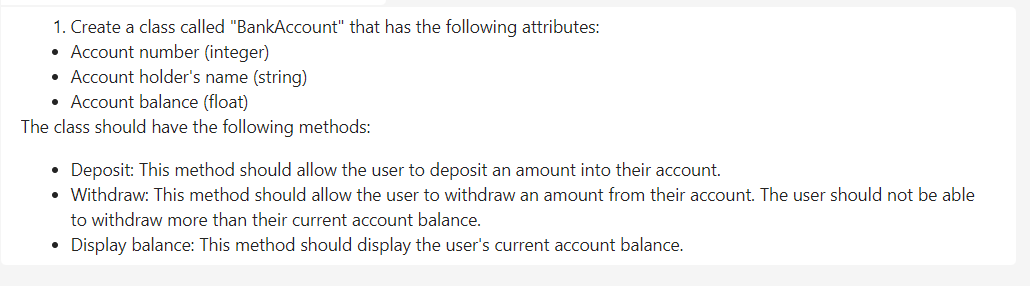 1. Create a class called "BankAccount" that has the following attributes:
• Account number (integer)
• Account holder's name (string)
• Account balance (float)
The class should have the following methods:
• Deposit: This method should allow the user to deposit an amount into their account.
• Withdraw: This method should allow the user to withdraw an amount from their account. The user should not be able
to withdraw more than their current account balance.
• Display balance: This method should display the user's current account balance.